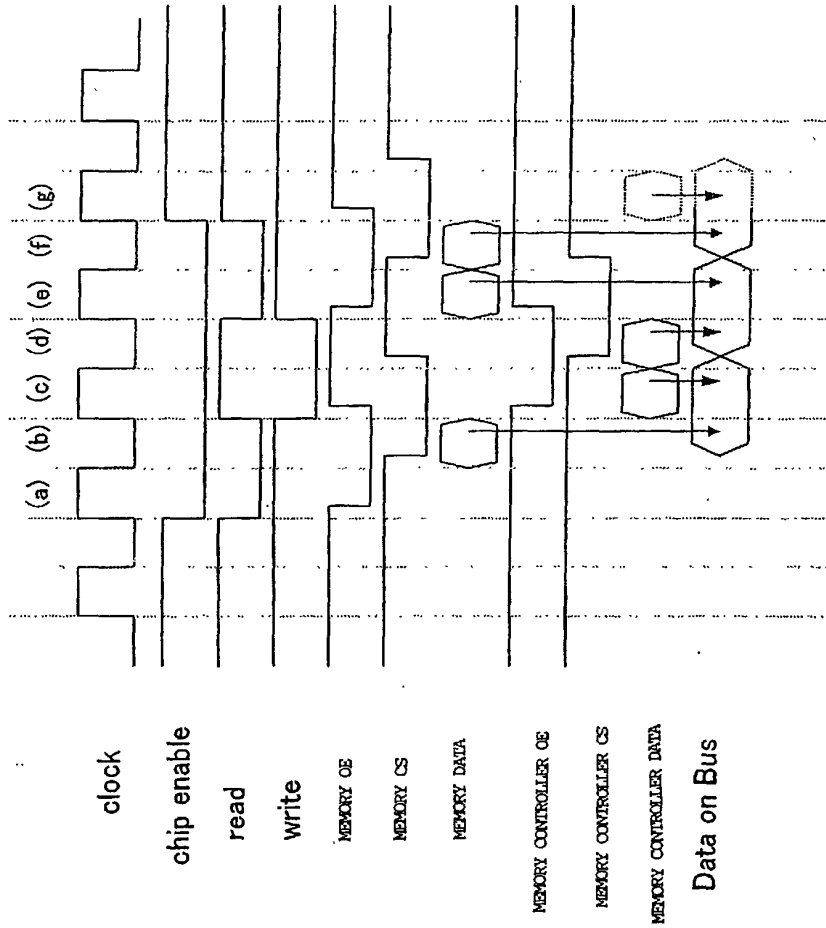 (a)
(b)
(c)
(d)
(e)
(f)
(g)
clock
chip enable
read
write
MEMORY OE
MEMORY CS
MEMORY DATA
MEMORY CONTROLLER OE
MEMORY CONTROLLER CS
MEMORY CONTROLLER DATA
Data on Bus